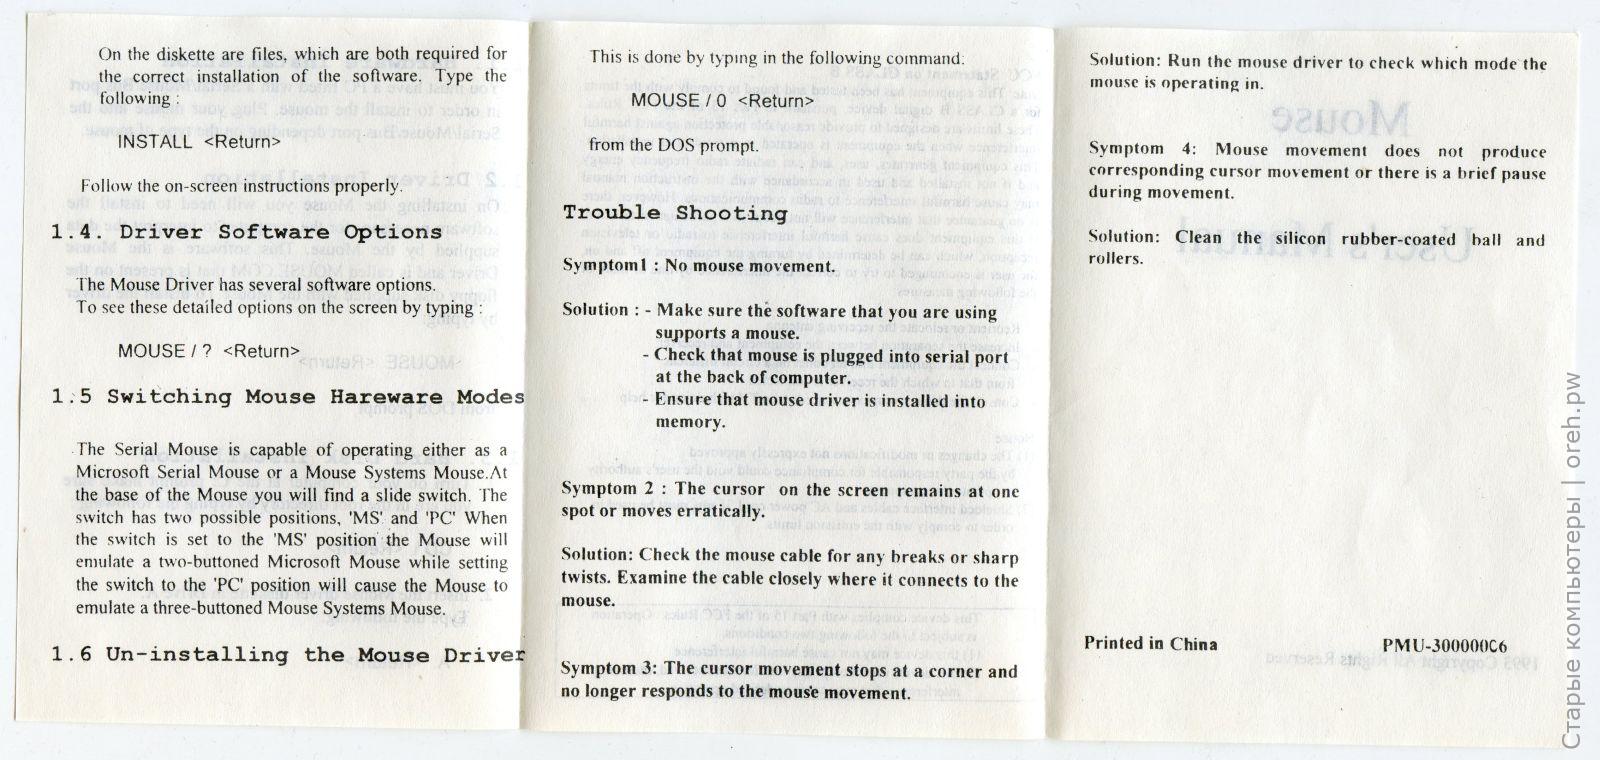 On the diskette are files, which are both required for
the correct installation of the software. Type the
following :
INSTALL <Return>
Follow the on-screen instructions properly.
1.4. Driver Software Options
The Mouse Driver has several software options.
To see these detailed options on the screen by typing :
MOUSE / ? <Return>
1.5 Switching Mouse Hareware Modes
The Serial Mouse is capable of operating either as a
Microsoft Serial Mouse or a Mouse Systems Mouse.At
the base of the Mouse you will find a slide switch. The
switch has two possible positions, 'MS' and 'PC' When
the switch is set to the 'MS' position the Mouse will
emulate a two-buttoned Microsoft Mouse while setting
the switch to the 'PC' position will cause the Mouse to
emulate a three-buttoned Mouse Systems Mouse.
1.6 Un-installing the Mouse Driver
This is done by typing in the following command:
MOUSE / 0 <Return>
from the DOS prompt.
Trouble Shooting
Symptom1 : No mouse movement.
Solution : - Make sure the software that you are using
supports a mouse.
- Check that mouse is plugged into serial port
at the back of computer.
- Ensure that mouse driver is installed into
memory.
Symptom 2 : The cursor on the screen remains at one
spot or moves erratically.
Solution: Check the mouse cable for any breaks or sharp
twists. Examine the cable closely where it connects to the
mouse.
Symptom 3: The cursor movement stops at a corner and
no longer responds to the mouse movement.
Solution: Run the mouse driver to check which mode the
mouse is operating in.
Symptom 4: Mouse movement does not produce
corresponding cursor movement or there is a brief pause
during movement.
Solution: Clean the silicon rubber-coated ball and
rollers.
Printed in China PMU-300000C6
Старые компьютеры | oreh.pw